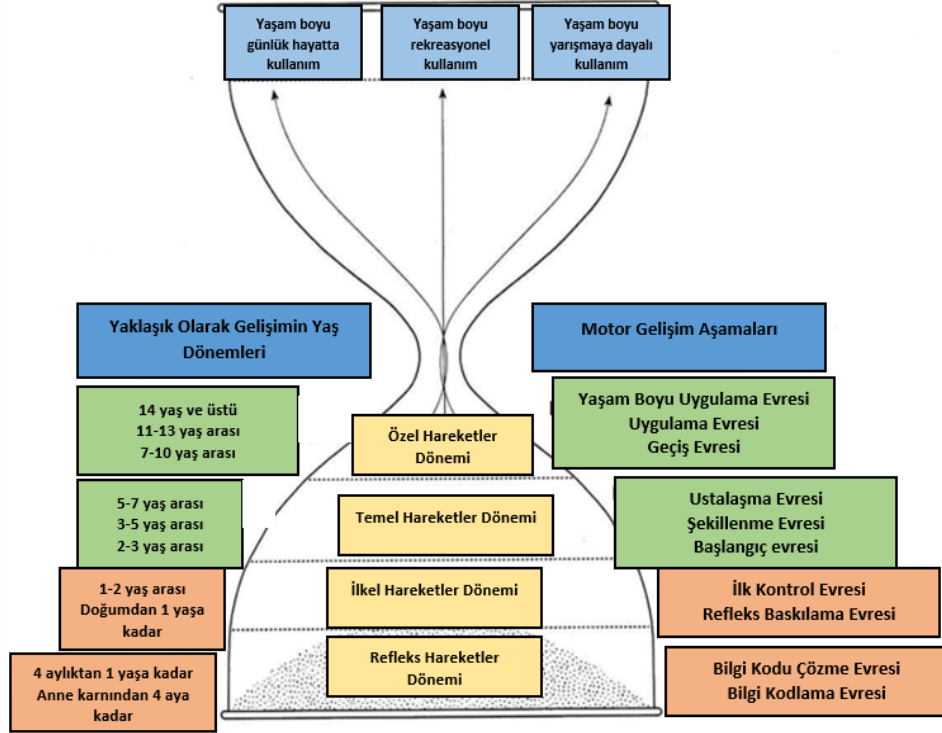 Yaşam boyu
günlük hayatta
kullanım
Yaşam boyu
rekreasyonel
kullanım
Yaşam boyu
yarışmaya dayalı
kullanım
Yaklaşık Olarak Gelişimin Yaş
Dönemleri
Motor Gelişim Aşamaları
14 yaş ve üstü
11-13 yaş arası
7-10 yaş arası
Özel Hareketler
Dönemi
Yaşam Boyu Uygulama Evresi
Uygulama Evresi
Geçiş Evresi
5-7 yaş arası
3-5 yaş arası
2-3 yaş arası
Temel Hareketler Dönemi
Ustalaşma Evresi
Şekillenme Evresi
Başlangıç evresi
1-2 yaş arası
Doğumdan 1 yaşa
kadar
İlkel Hareketler Dönemi
İlk Kontrol Evresi
Refleks Baskılama Evresi
4 aylıktan 1 yaşa kadar
Anne karnından 4 aya
kadar
Refleks Hareketler
Dönemi
Bilgi Kodu Çözme Evresi
Bilgi Kodlama Evresi